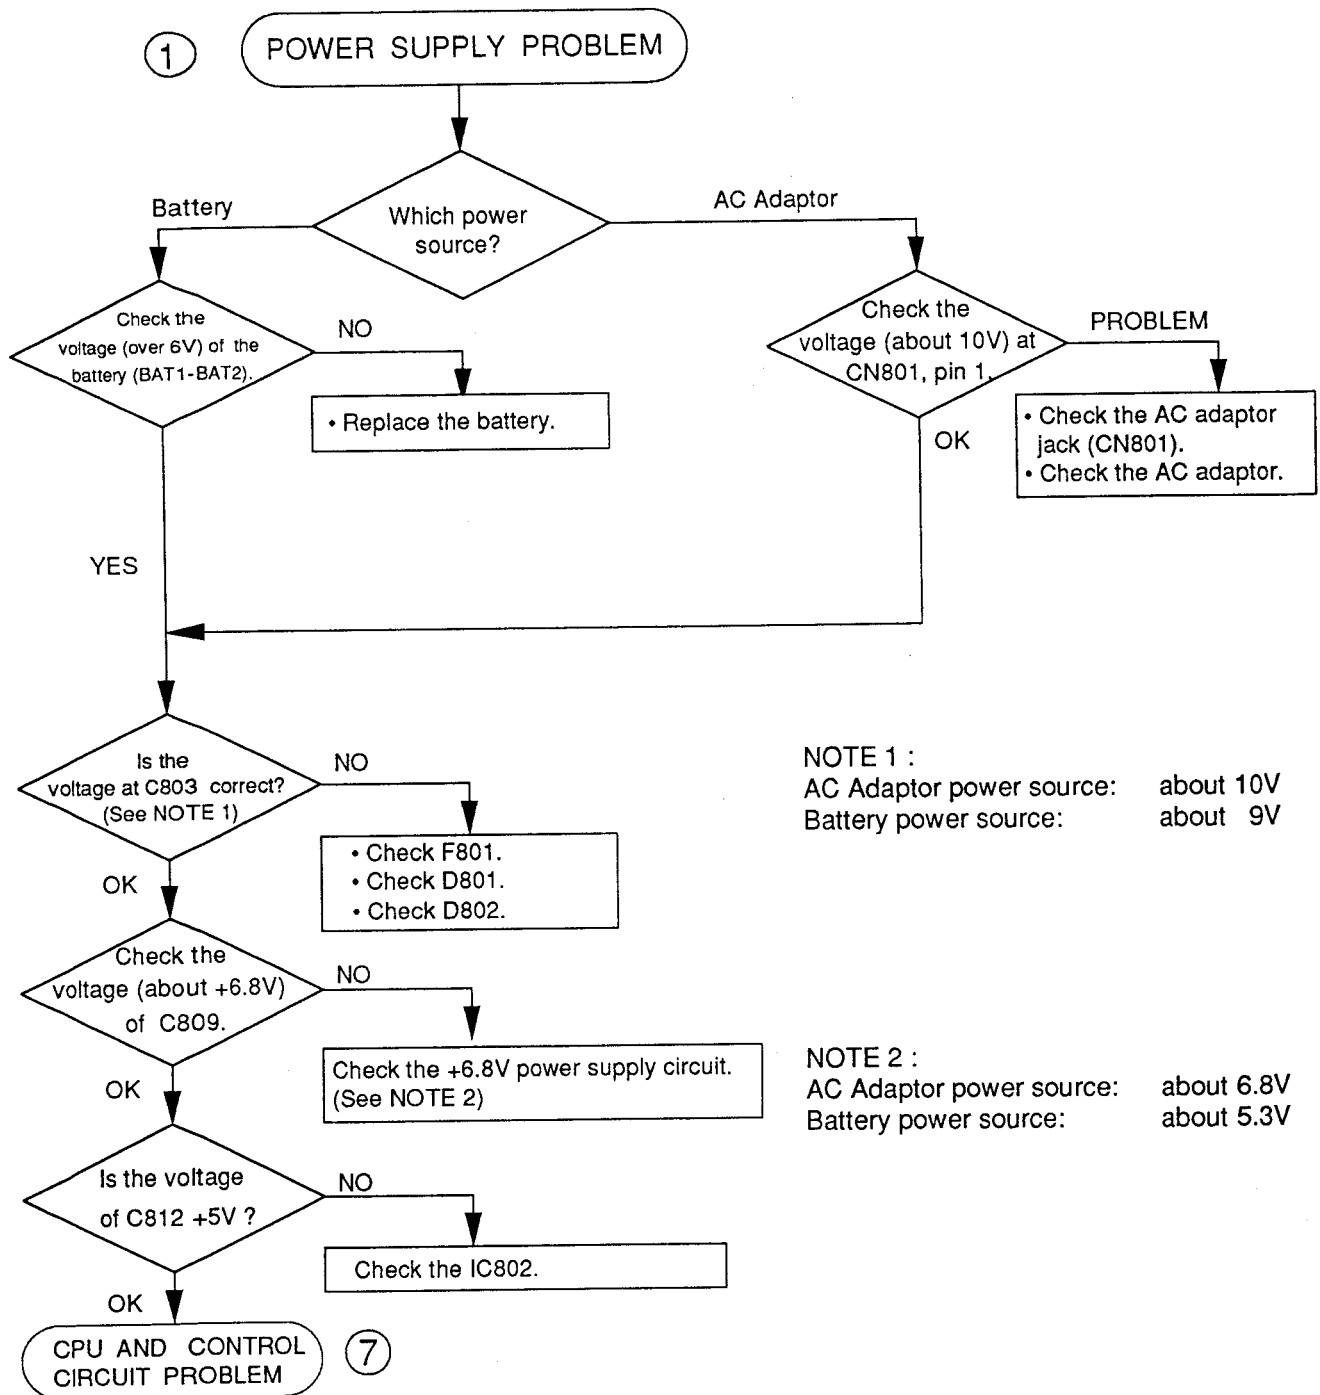 1
POWER SUPPLY PROBLEM
Which power
source?
Battery
AC Adaptor
Check the
voltage (over 6V) of the
battery (BAT1-BAT2).
NO
• Replace the battery.
Check the
voltage (about 10V) at
CN801, pin 1.
PROBLEM
• Check the AC adaptor
jack (CN801).
• Check the AC adaptor.
OK
YES
Is the
voltage at C803 correct?
(See NOTE 1)
NO
• Check F801.
• Check D801.
• Check D802.
NOTE 1 :
AC Adaptor power source: about 10V
Battery power source: about 9V
OK
Check the
voltage (about +6.8V)
of C809.
NO
Check the +6.8V power supply circuit.
(See NOTE 2)
NOTE 2 :
AC Adaptor power source: about 6.8V
Battery power source: about 5.3V
OK
Is the voltage
of C812 +5V ?
NO
Check the IC802.
OK
CPU AND CONTROL
CIRCUIT PROBLEM
7